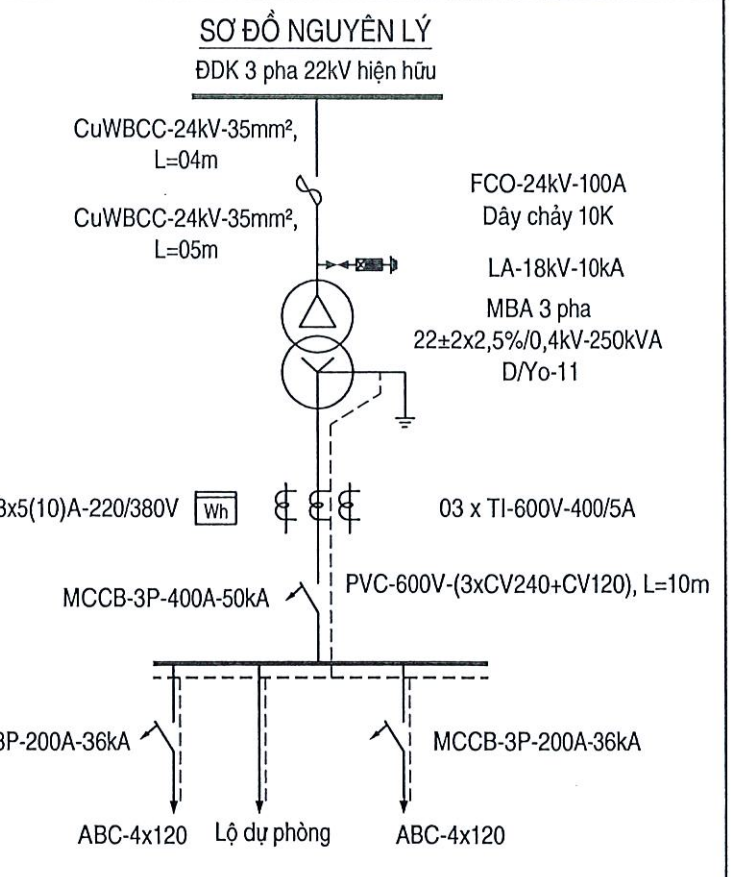 SƠ ĐỒ NGUYÊN LÝ
ĐDK 3 pha 22kV hiện hữu
CuWBCC-24kV-35mm²,
L=04m
FCO-24kV-100A
Dây chảy 10K
CuWBCC-24kV-35mm²,
L=05m
LA-18kV-10kA
MBA 3 pha
22±2x2,5%/0,4kV-250kVA
D/Yo-11
3x5(10)A-220/380V
Wh
03 x TI-600V-400/5A
MCCB-3P-400A-50kA
PVC-600V-(3xCV240+CV120), L=10m
3P-200A-36kA
MCCB-3P-200A-36kA
ABC-4x120
Lộ dự phòng
ABC-4x120